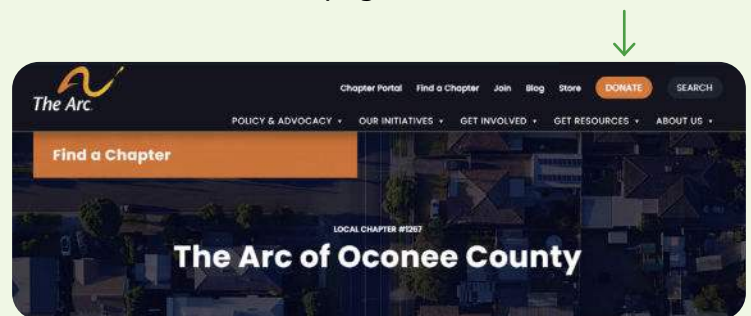 The Arc
Chapter Portal Find a Chapter Join Blog Store DONATE SEARCH
POLICY & ADVOCACY OUR INITIATIVES GET INVOLVED GET RESOURCES ABOUT US
Find a Chapter
LOCAL CHAPTER #1267
The Arc of Oconee County